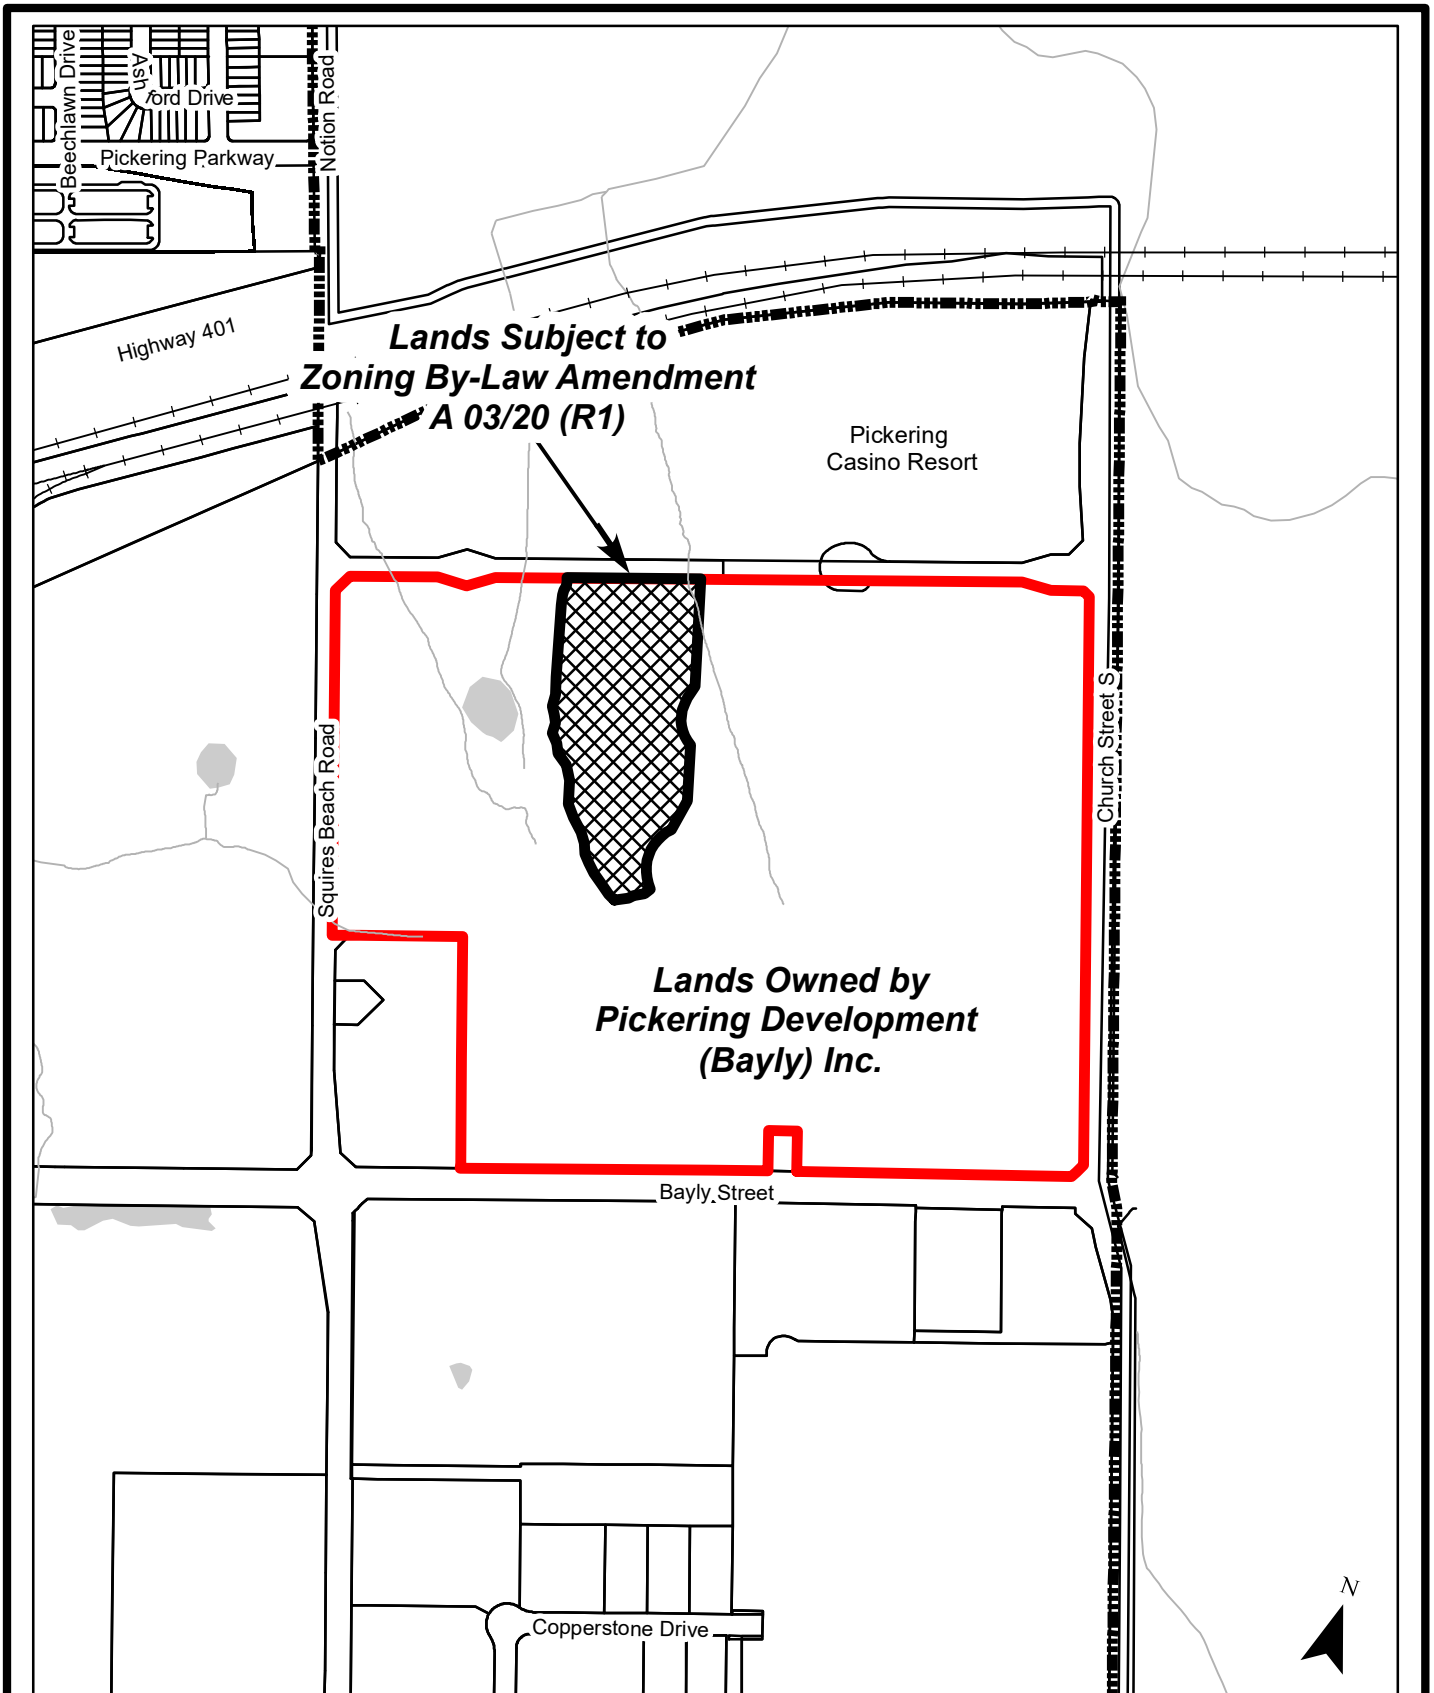 Beechlawn Drive
Ash
ford Drive
Notion Road
Pickering Parkway
Highway 401
Lands Subject to
Zoning By-Law Amendment
A 03/20 (R1)
Pickering
Casino Resort
Squires Beach Road
Church Street S
Lands Owned by
Pickering Development
(Bayly) Inc.
Bayly Street
Copperstone Drive
N